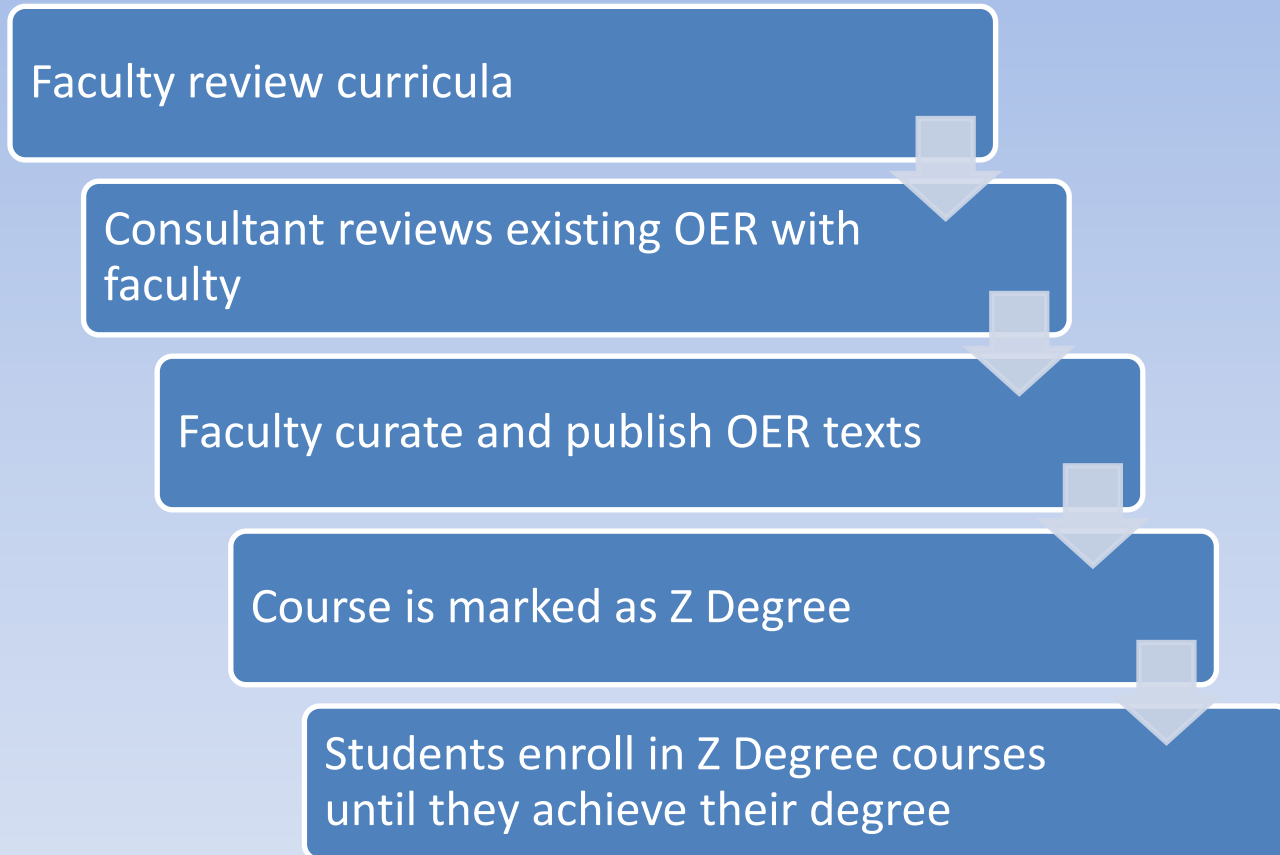 Faculty review curricula
Consultant reviews existing OER with
faculty
Faculty curate and publish OER texts
Course is marked as Z Degree
Students enroll in Z Degree courses
until they achieve their degree